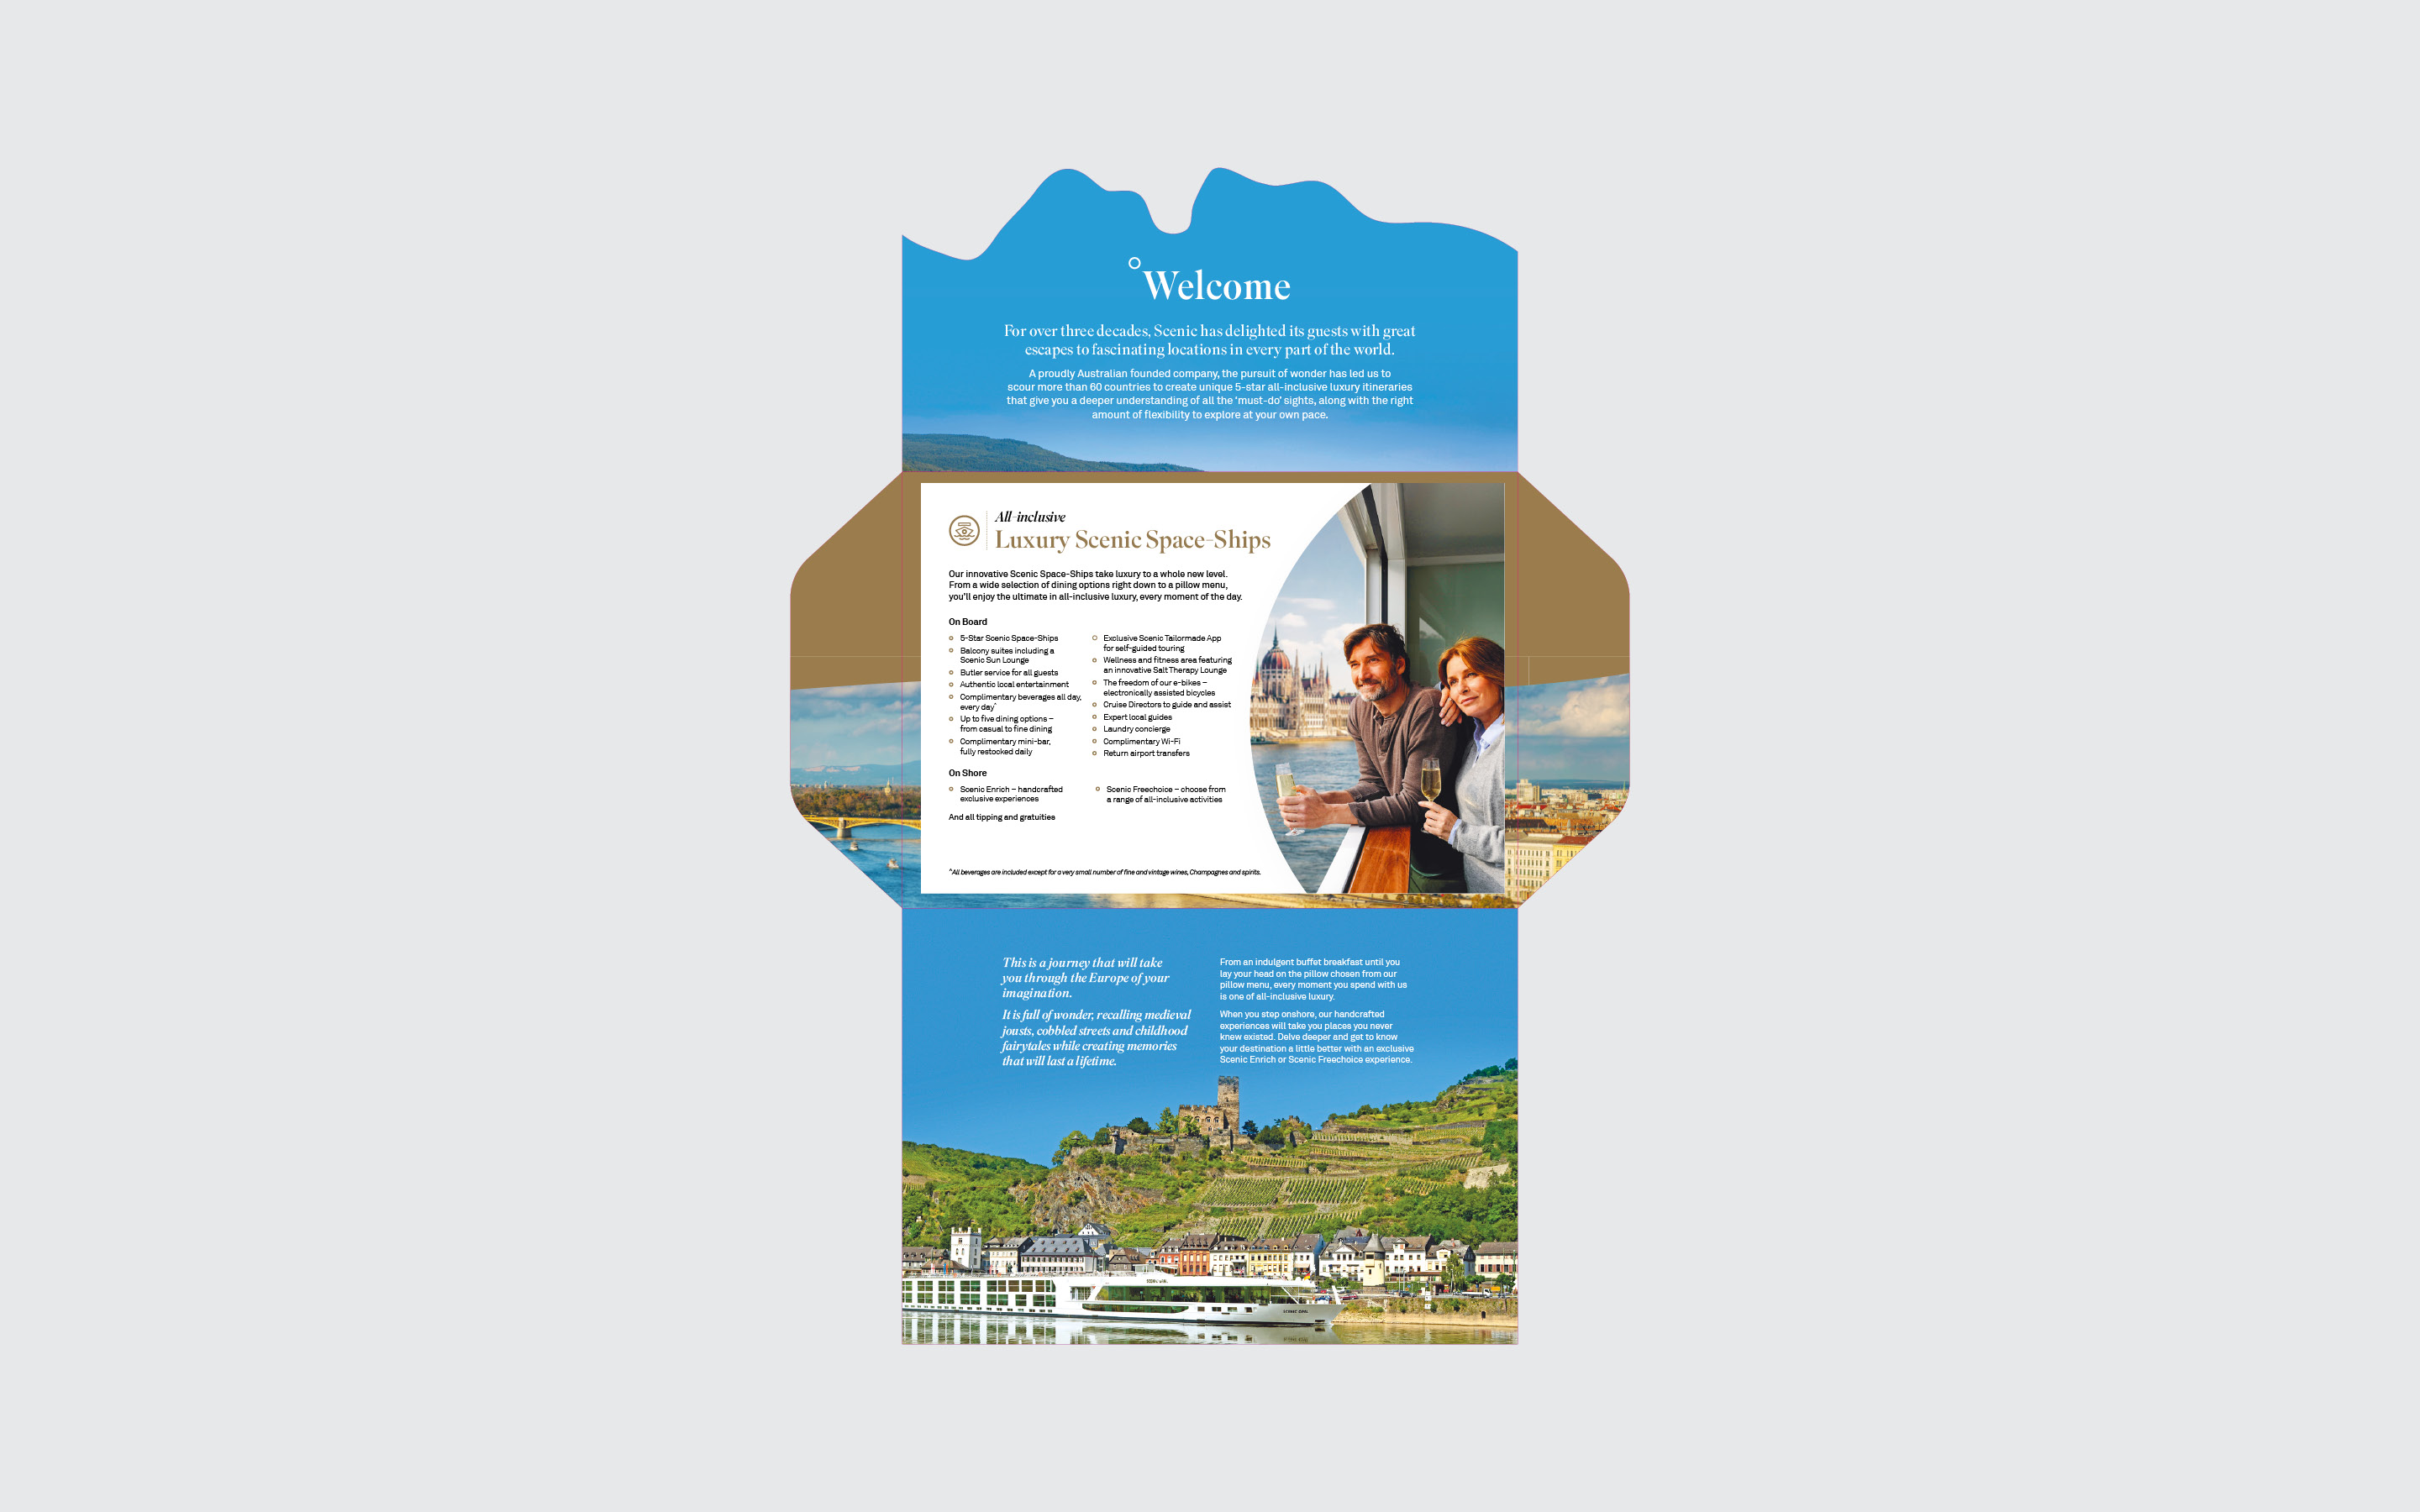 °Welcome
For over three decades, Scenic has delighted its guests with great
escapes to fascinating locations in every part of the world.
A proudly Australian founded company, the pursuit of wonder has led us to
scour more than 60 countries to create unique 5-star all-inclusive luxury itineraries
that give you a deeper understanding of all the ‘must-do’ sights, along with the right
amount of flexibility to explore at your own pace.
All-inclusive
Luxury Scenic Space-Ships
Our innovative Scenic Space-Ships take luxury to a whole new level.
From a wide selection of dining options right down to a pillow menu,
you’ll enjoy the ultimate in all-inclusive luxury, every moment of the day.
On Board
5-Star Scenic Space-Ships
Balcony suites including a
Scenic Sun Lounge
Butler service for all guests
Authentic local entertainment
Complimentary beverages all day,
every day^
Up to five dining options –
from casual to fine dining
Complimentary mini-bar,
fully restocked daily
Exclusive Scenic Tailormade App
for self-guided touring
Wellness and fitness area featuring
an innovative Salt Therapy Lounge
The freedom of our e-bikes –
electronically assisted bicycles
Cruise Directors to guide and assist
Expert local guides
Laundry concierge
Complimentary Wi-Fi
Return airport transfers
On Shore
Scenic Enrich – handcrafted
exclusive experiences
Scenic Freechoice – choose from
a range of all-inclusive activities
And all tipping and gratuities
^All beverages are included except for a very small number of fine and vintage wines, Champagnes and spirits.
This is a journey that will take
you through the Europe of your
imagination.
It is full of wonder, recalling medieval
jousts, cobbled streets and childhood
fairytales while creating memories
that will last a lifetime.
From an indulgent buffet breakfast until you
lay your head on the pillow chosen from our
pillow menu, every moment you spend with us
is one of all-inclusive luxury.
When you step onshore, our handcrafted
experiences will take you places you never
knew existed. Delve deeper and get to know
your destination a little better with an exclusive
Scenic Enrich or Scenic Freechoice experience.